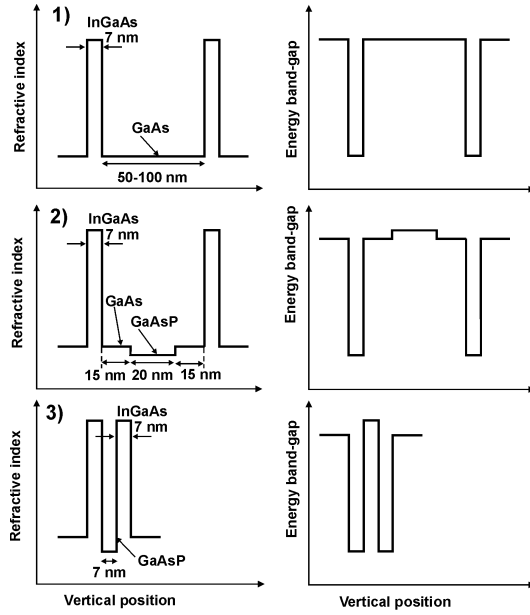 1)
InGaAs
7 nm
GaAs
50-100 nm
Refractive index
Energy band-gap
2)
InGaAs
7 nm
GaAs
GaAsP
15 nm 20 nm 15 nm
Refractive index
Energy band-gap
3)
InGaAs
7 nm
GaAsP
7 nm
Refractive index
Energy band-gap
Vertical position
Vertical position